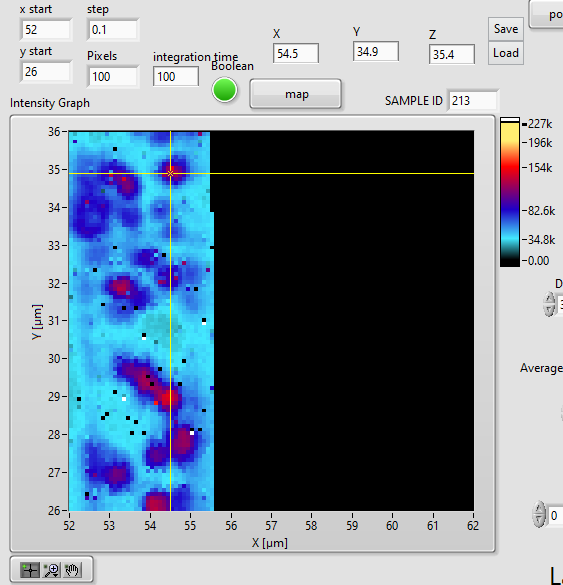 x start
52
step
0.1
y start
26
Pixels
100
integration time
100
Boolean
X
54.5
Y
34.9
Z
35.4
Save
Load
po
map
SAMPLE ID
213
Intensity Graph
36
35
34
33
32
31
30
29
28
27
26
Y [µm]
52
53
54
55
56
57
58
59
60
61
62
X [µm]
227k
196k
154k
82.6k
34.8k
0.00
D
3
Average
0